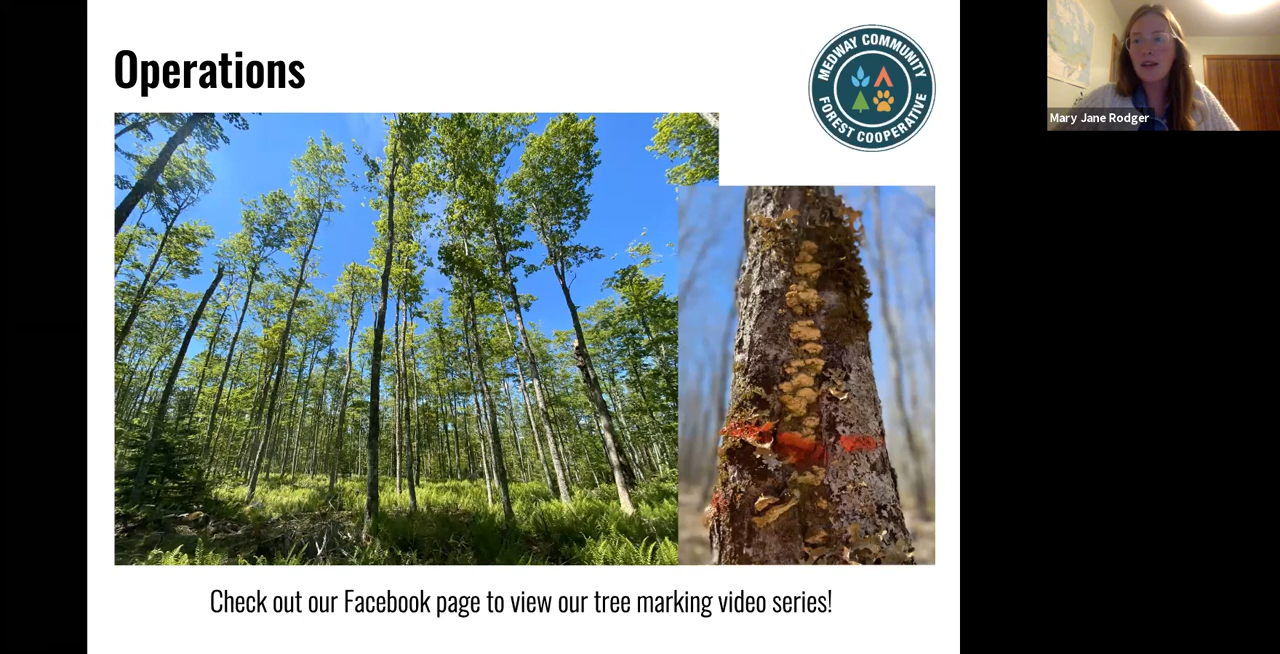 Operations
MEDWAY COMMUNITY
FOREST COOPERATIVE
Mary Jane Rodger
Check out our Facebook page to view our tree marking video series!